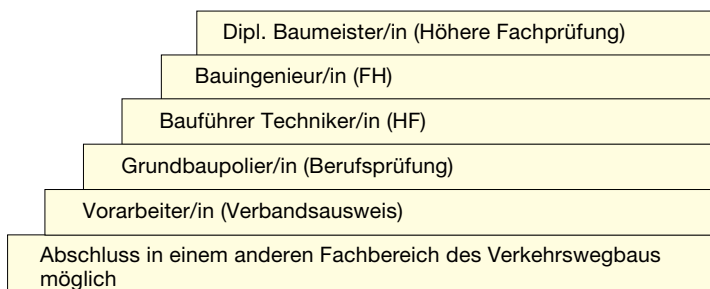 Dipl. Baumeister/in (Höhere Fachprüfung)
Bauingenieur/in (FH)
Bauführer Techniker/in (HF)
Grundbaupolier/in (Berufsprüfung)
Vorarbeiter/in (Verbandsausweis)
Abschluss in einem anderen Fachbereich des Verkehrswegbaus
möglich